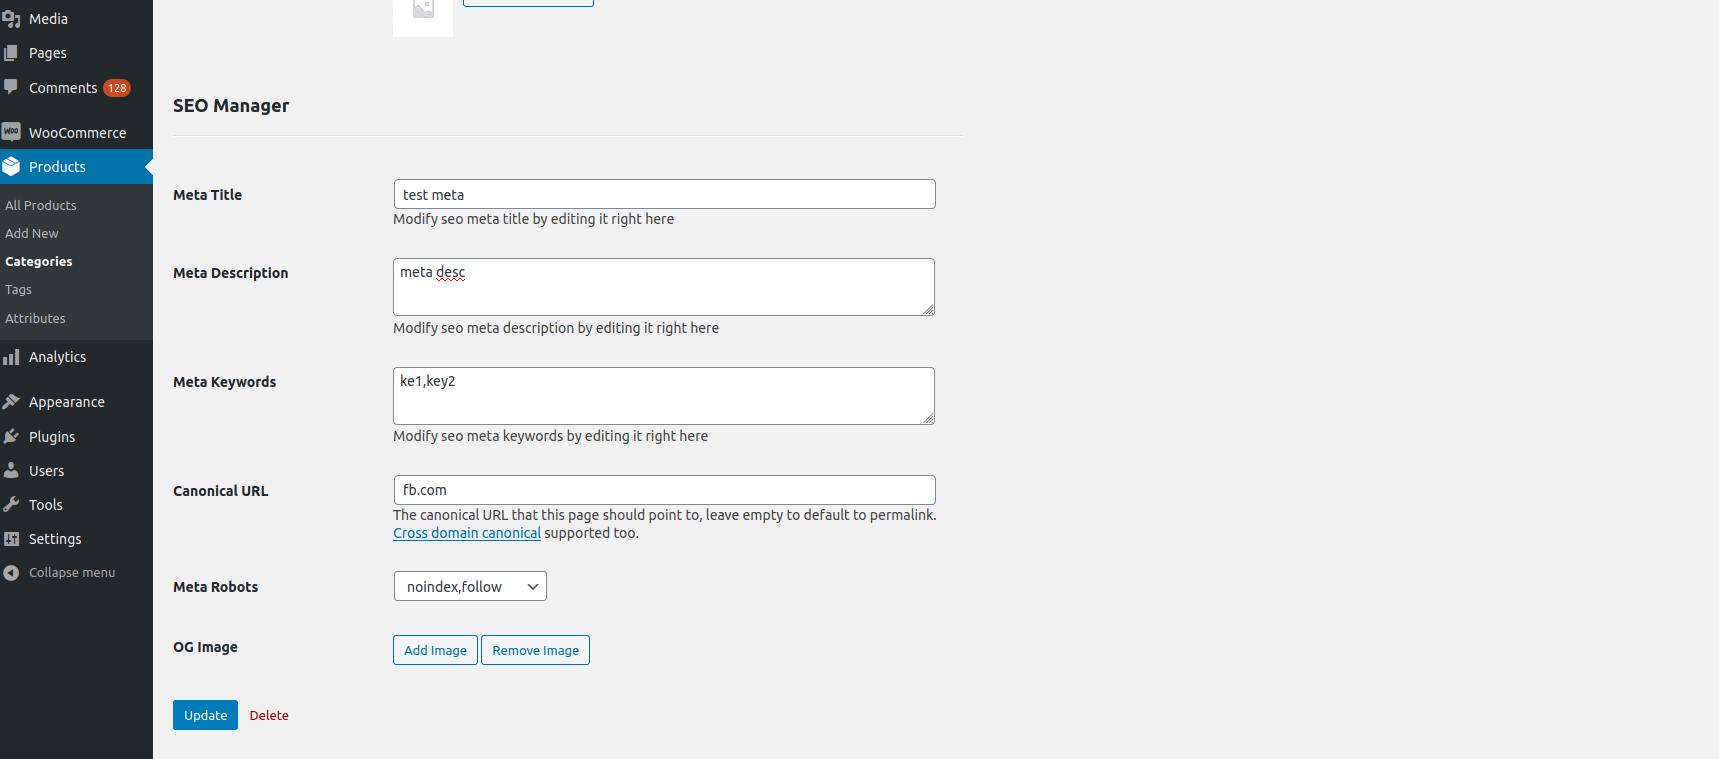 Media
Pages
Comments 128
WooCommerce
Products
All Products
Add New
Categories
Tags
Attributes
Analytics
Appearance
Plugins
Users
Tools
Settings
Collapse menu
SEO Manager
Meta Title
test meta
Modify seo meta title by editing it right here
Meta Description
meta desc
Modify seo meta description by editing it right here
Meta Keywords
ke1,key2
Modify seo meta keywords by editing it right here
Canonical URL
fb.com
The canonical URL that this page should point to, leave empty to default to permalink.
Cross domain canonical supported too.
Meta Robots
noindex,follow
OG Image
Add Image Remove Image
Update Delete